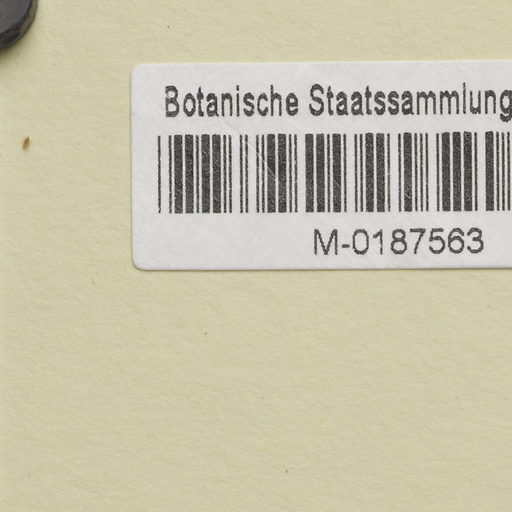 Botanische Staatssammlung
M-0187563